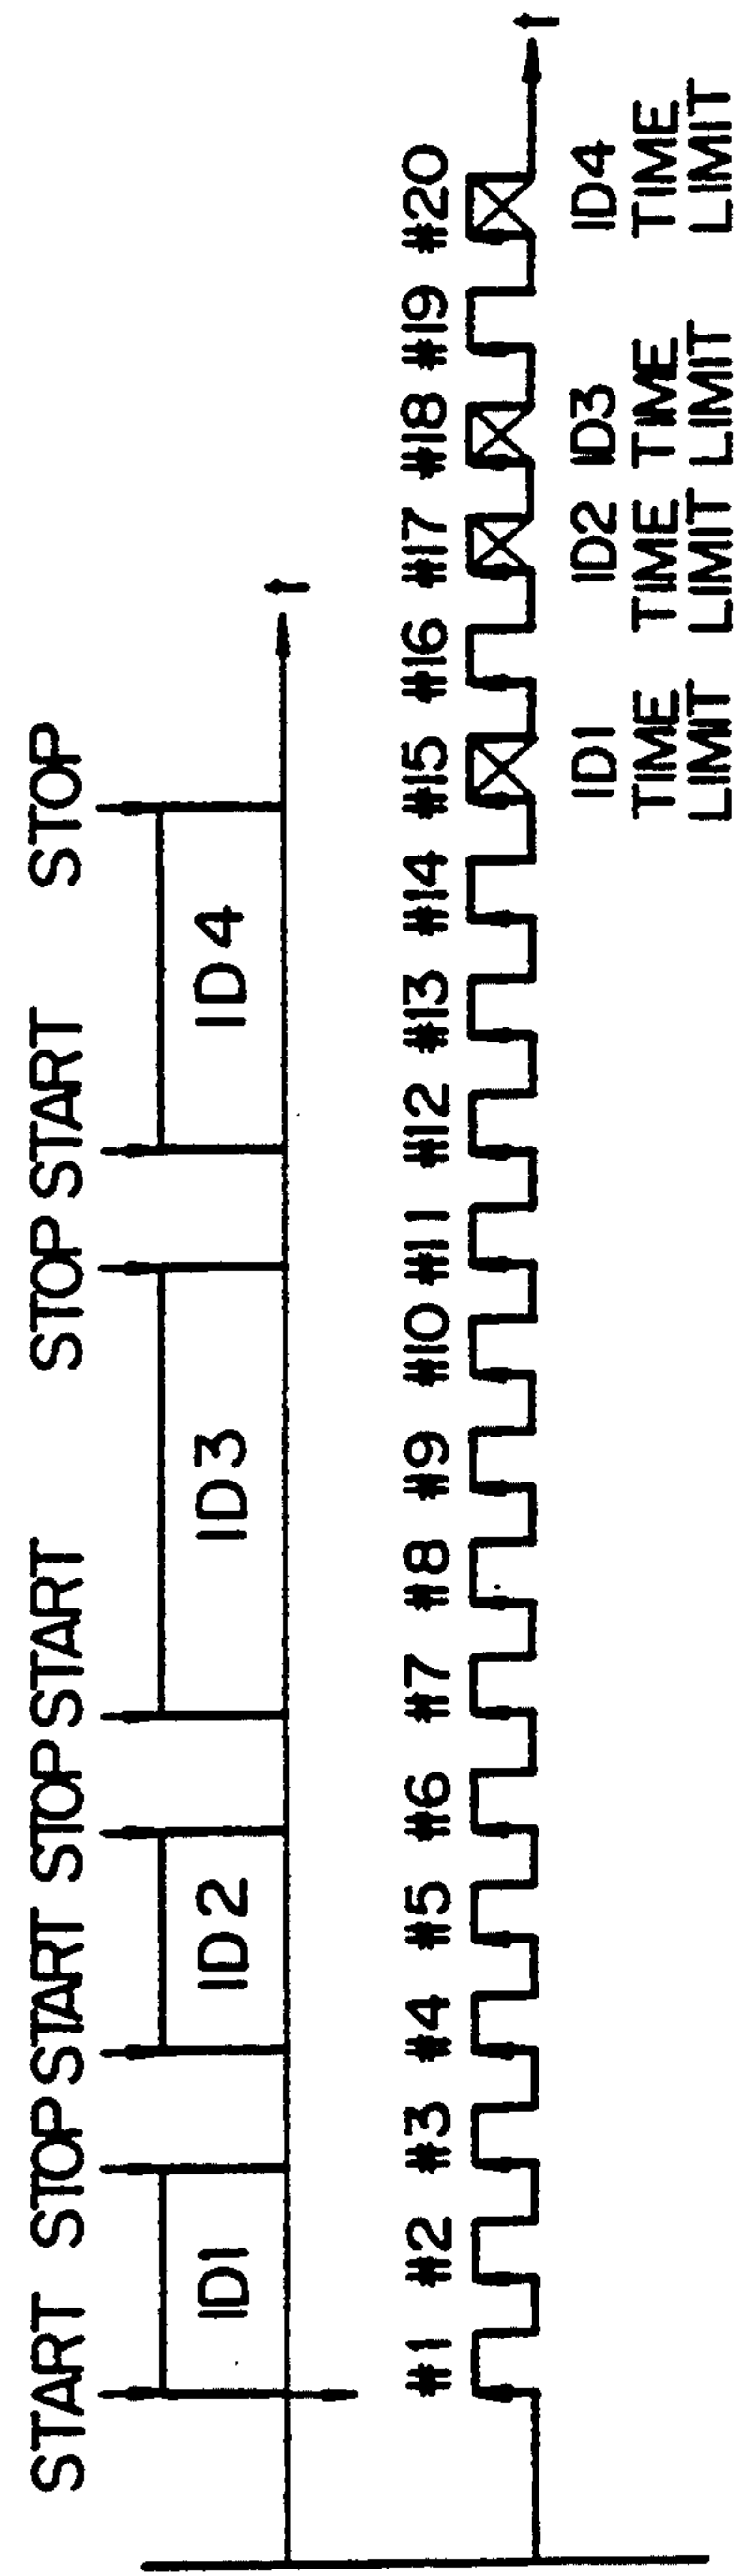 START STOP START STOP START STOP START STOP
ID1 ID2 ID3 ID4
t
#1 #2 #3 #4 #5 #6 #7 #8 #9 #10 #11 #12 #13 #14 #15 #16 #17 #18 #19 #20
t
ID1 ID2 ID3 ID4
TIME TIME TIME TIME
LIMIT LIMIT LIMIT LIMIT